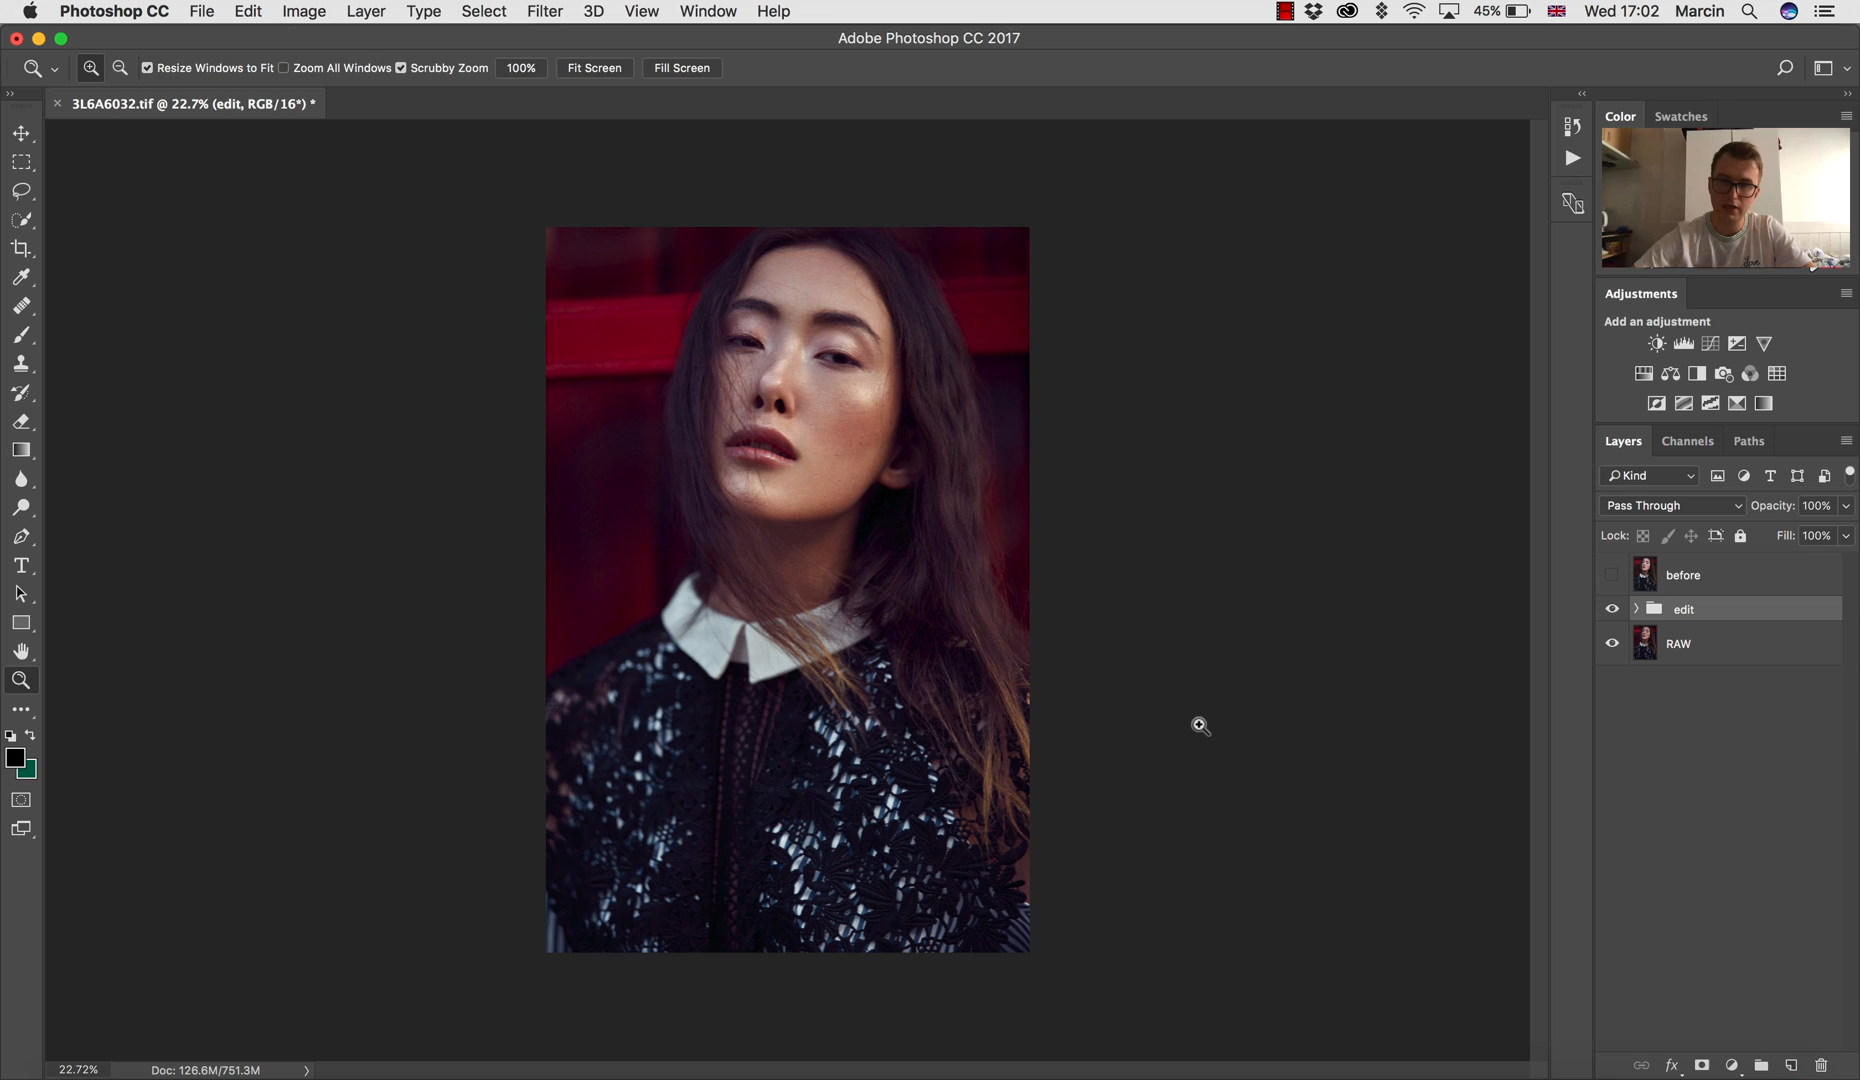 Photoshop CC File Edit Image Layer Type Select Filter 3D View Window Help 45% Wed 17:02 Marcin
Adobe Photoshop CC 2017
Resize Windows to Fit Zoom All Windows Scrubby Zoom 100% Fit Screen Fill Screen
3L6A6032.tif @ 22.7% (edit, RGB/16*) *
Color Swatches
Adjustments
Add an adjustment
Layers Channels Paths
Kind
Pass Through Opacity: 100%
Lock: Fill: 100%
before
edit
RAW
22.72% Doc: 126.6M/751.3M